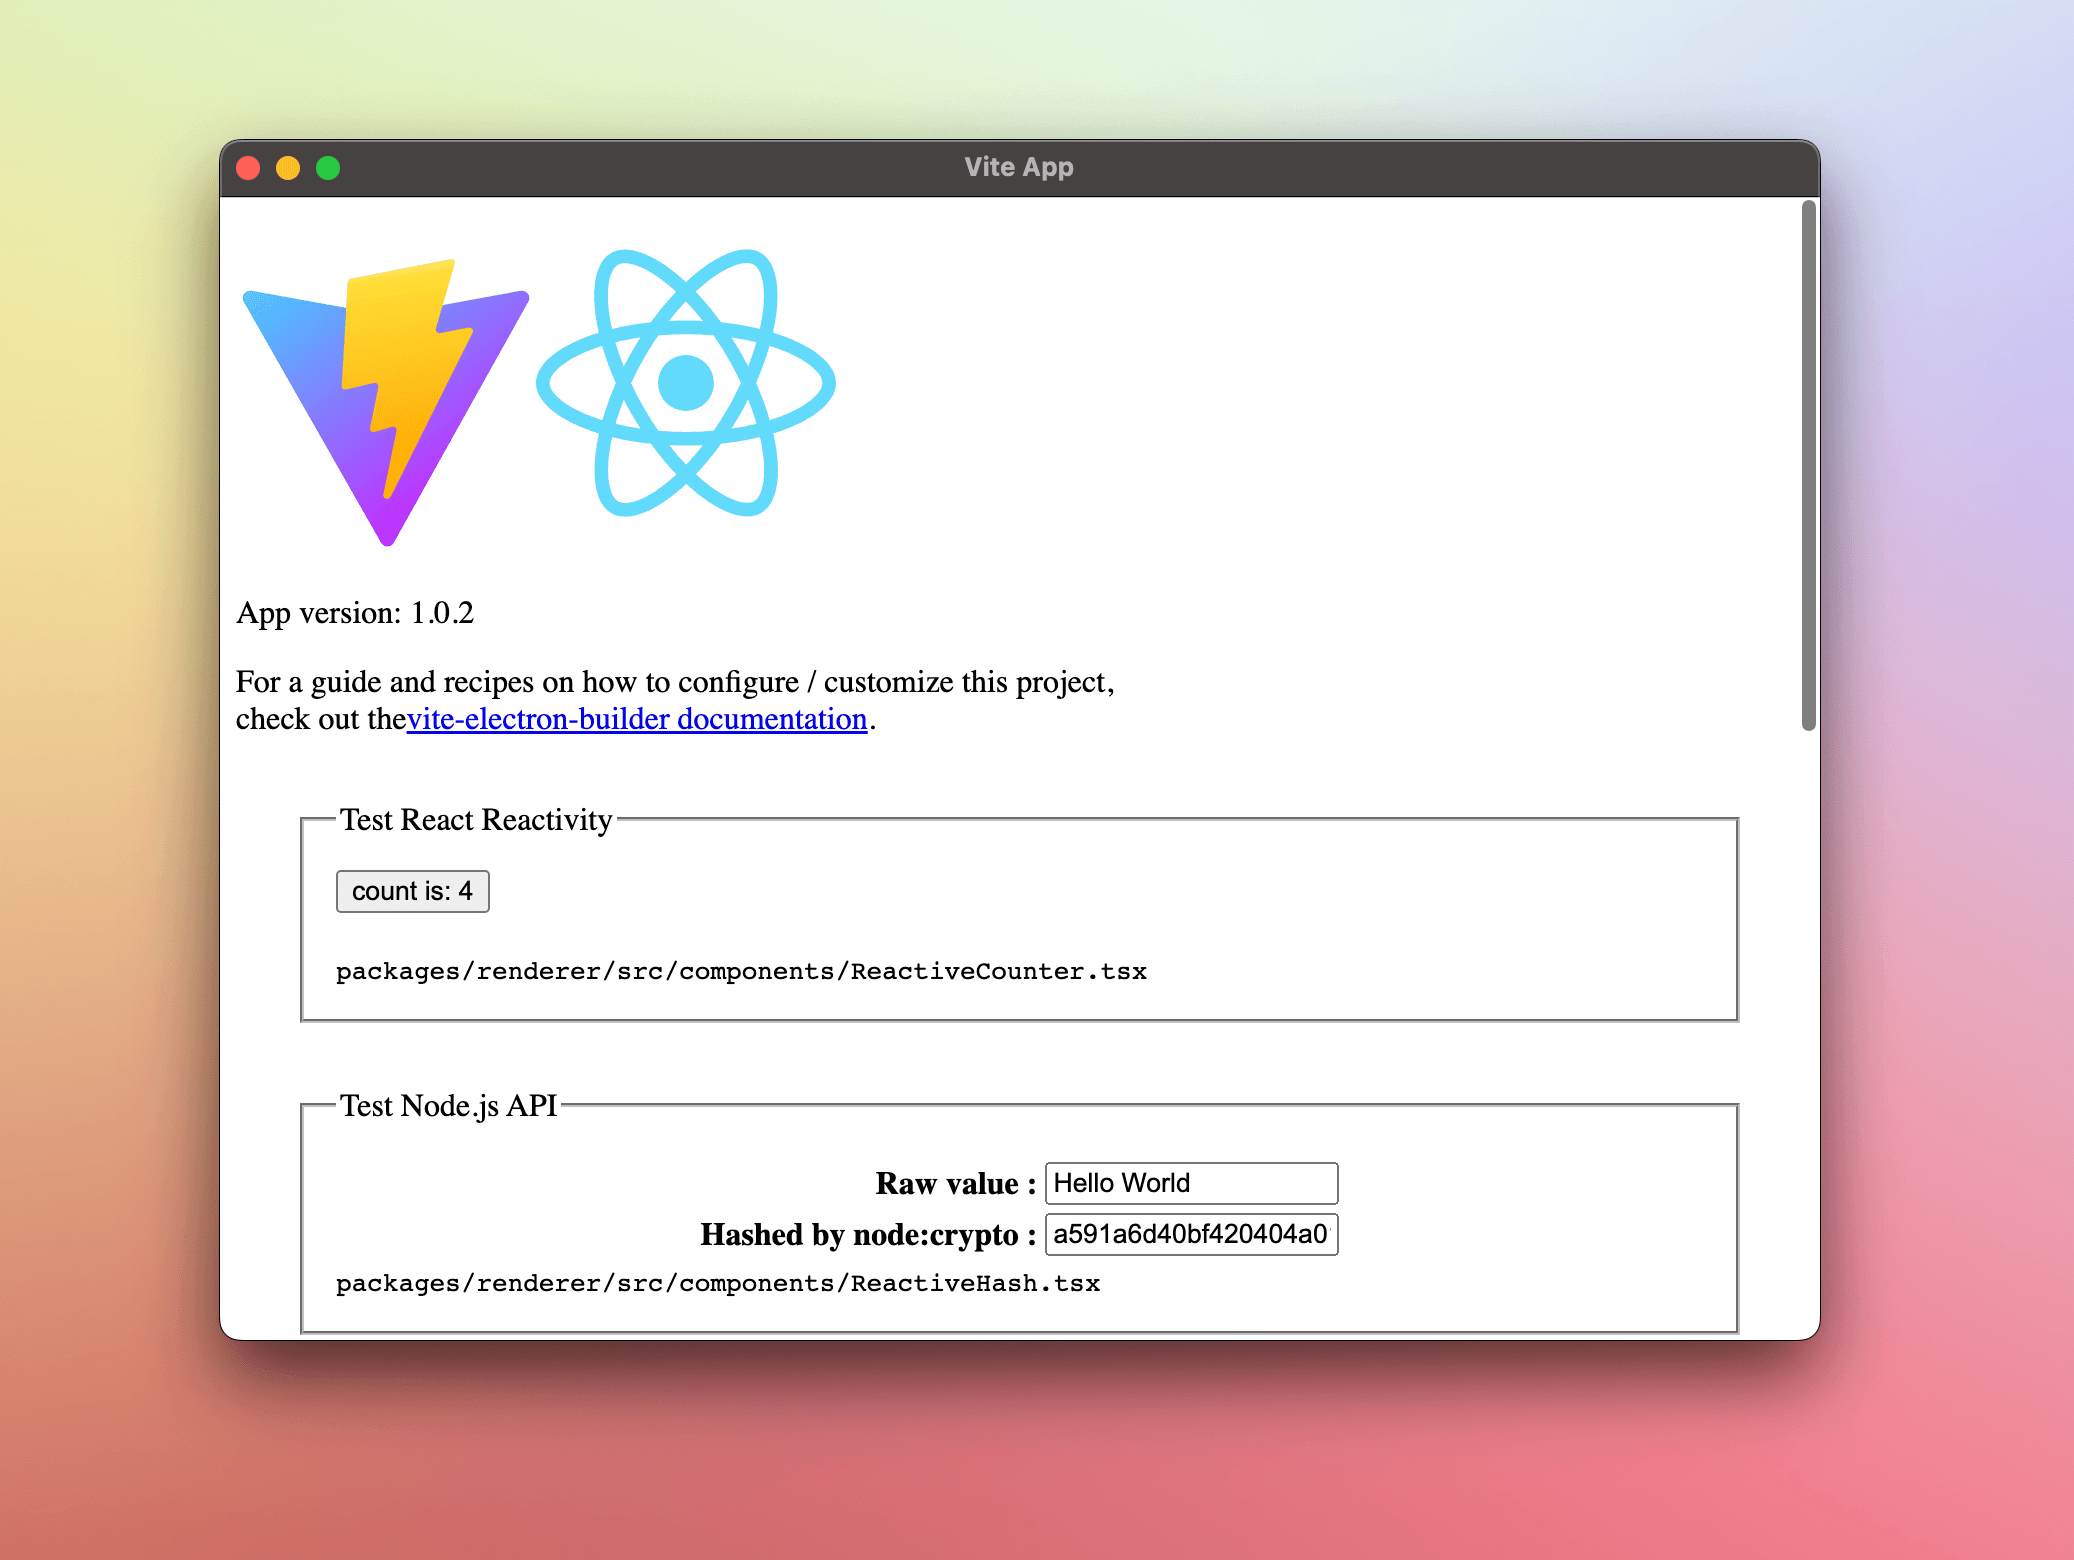 Vite App
App version: 1.0.2
For a guide and recipes on how to configure / customize this project,
check out thevite-electron-builder documentation.
Test React Reactivity
count is: 4
packages/renderer/src/components/ReactiveCounter.tsx
Test Node.js API
Raw value : Hello World
Hashed by node:crypto : a591a6d40bf420404a0
packages/renderer/src/components/ReactiveHash.tsx